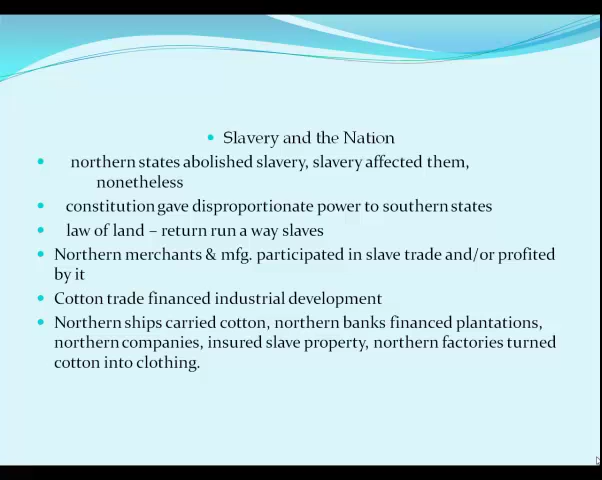 • Slavery and the Nation
• northern states abolished slavery, slavery affected them,
nonetheless
• constitution gave disproportionate power to southern states
• law of land – return run a way slaves
• Northern merchants & mfg. participated in slave trade and/or profited
by it
• Cotton trade financed industrial development
• Northern ships carried cotton, northern banks financed plantations,
northern companies, insured slave property, northern factories turned
cotton into clothing.